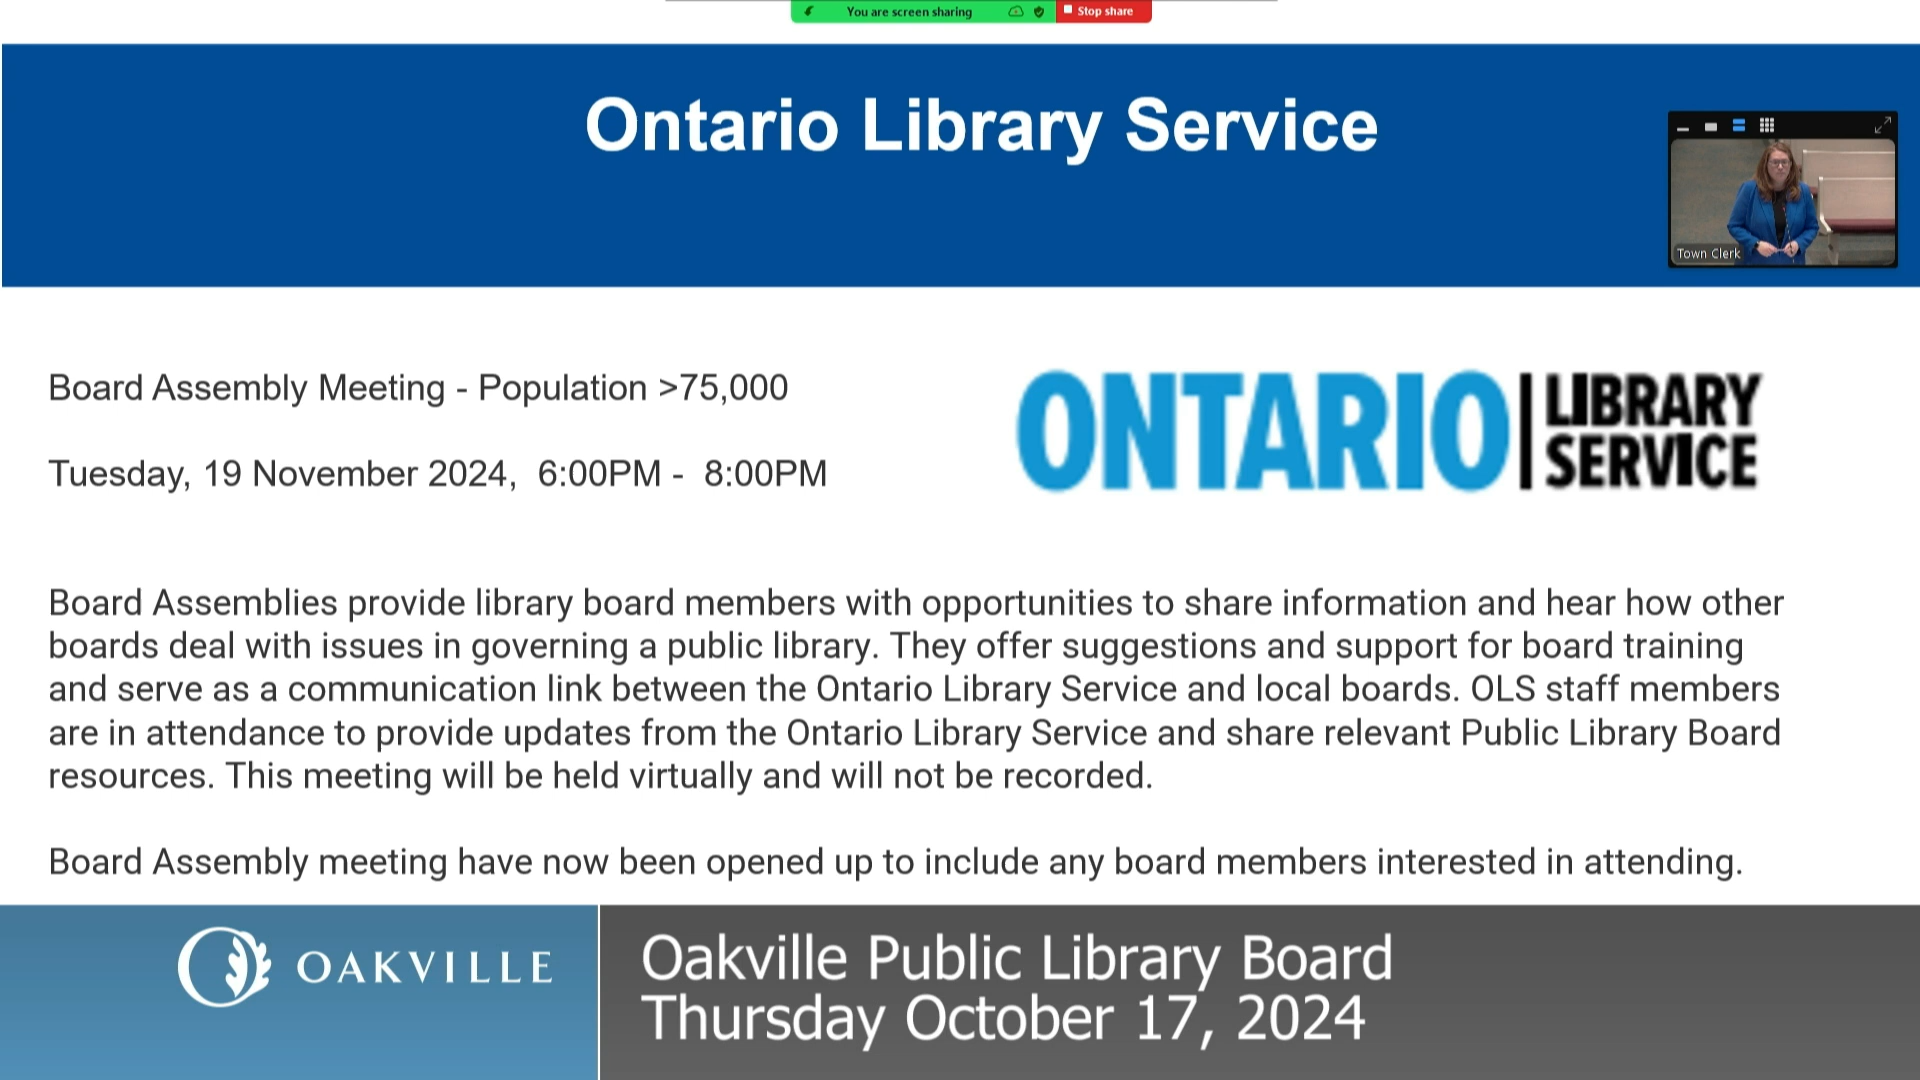 You are screen sharing
Stop share
Ontario Library Service
Town Clerk
Board Assembly Meeting - Population >75,000
ONTARIO LIBRARY SERVICE
Tuesday, 19 November 2024, 6:00PM - 8:00PM
Board Assemblies provide library board members with opportunities to share information and hear how other
boards deal with issues in governing a public library. They offer suggestions and support for board training
and serve as a communication link between the Ontario Library Service and local boards. OLS staff members
are in attendance to provide updates from the Ontario Library Service and share relevant Public Library Board
resources. This meeting will be held virtually and will not be recorded.
Board Assembly meeting have now been opened up to include any board members interested in attending.
OAKVILLE
Oakville Public Library Board
Thursday October 17, 2024